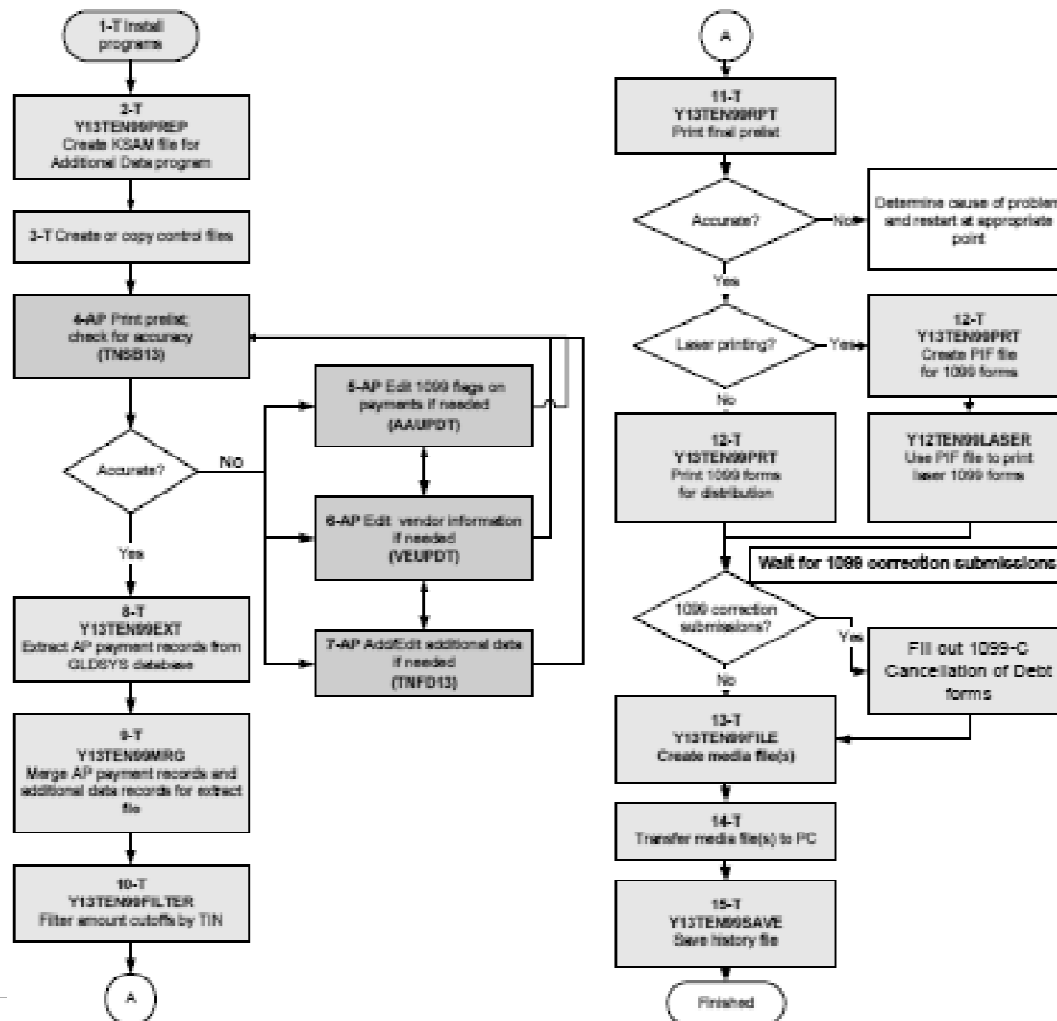 1-T Install
programs
2-T
Y13TEN99PREP
Create KSAM file for
Additional Data program
3-T Create or copy control files
4-AP Print prelist;
check for accuracy
(TNSB13)
Accurate?
No
Yes
5-AP Edit 1099 flags on
payments if needed
(AAUPDT)
6-AP Edit vendor information
if needed
(VEUPDT)
7-AP Add/Edit additional data
if needed
(TNFD13)
8-T
Y13TEN99EXT
Extract AP payment records from
GLDSYS database
9-T
Y13TEN99MRG
Merge AP payment records and
additional data records for extract
file
10-T
Y13TEN99FILTER
Filter amount cutoffs by TIN
A
A
11-T
Y13TEN99RPT
Print final prelist
Accurate?
No
Determine cause of problem
and restart at appropriate
point
Yes
Laser printing?
Yes
12-T
Y13TEN99PRT
Create PIF file
for 1099 forms
No
12-T
Y13TEN99PRT
Print 1099 forms
for distribution
Y12TEN99LASER
Use PIF file to print
laser 1099 forms
Wait for 1099 correction submissions
1099 correction
submissions?
Yes
Fill out 1099-C
Cancellation of Debt
forms
No
13-T
Y13TEN99FILE
Create media file(s)
14-T
Transfer media file(s) to PC
15-T
Y13TEN99SAVE
Save history file
Finished